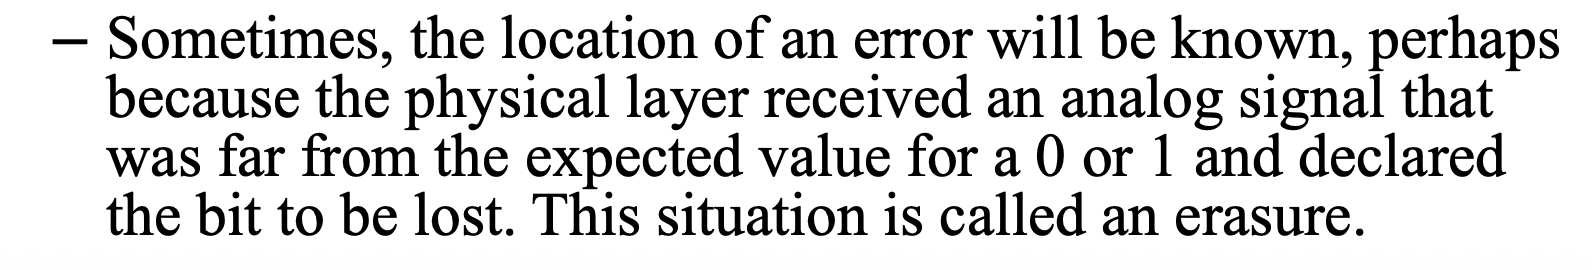 – Sometimes, the location of an error will be known, perhaps
because the physical layer received an analog signal that
was far from the expected value for a 0 or 1 and declared
the bit to be lost. This situation is called an erasure.